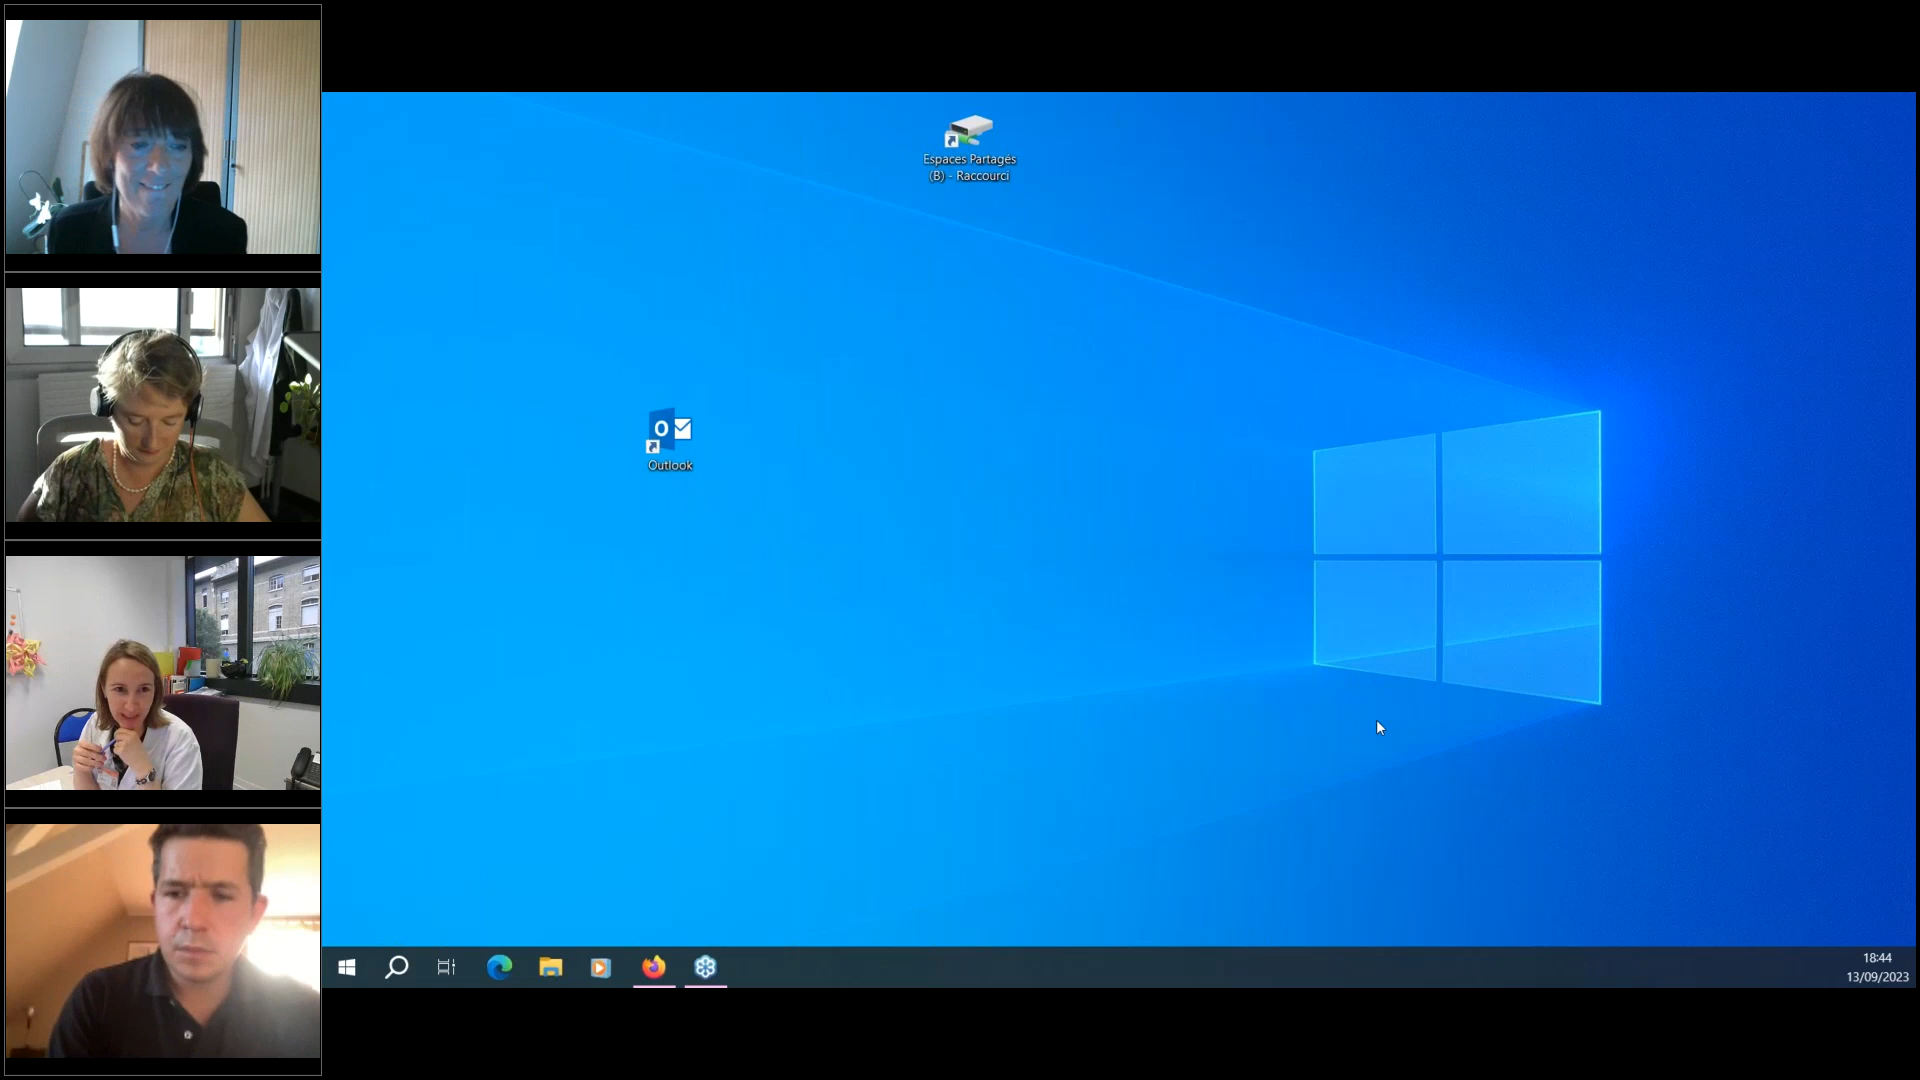 Espaces Partagés
(B) - Raccourci
Outlook
18:44
13/09/2023